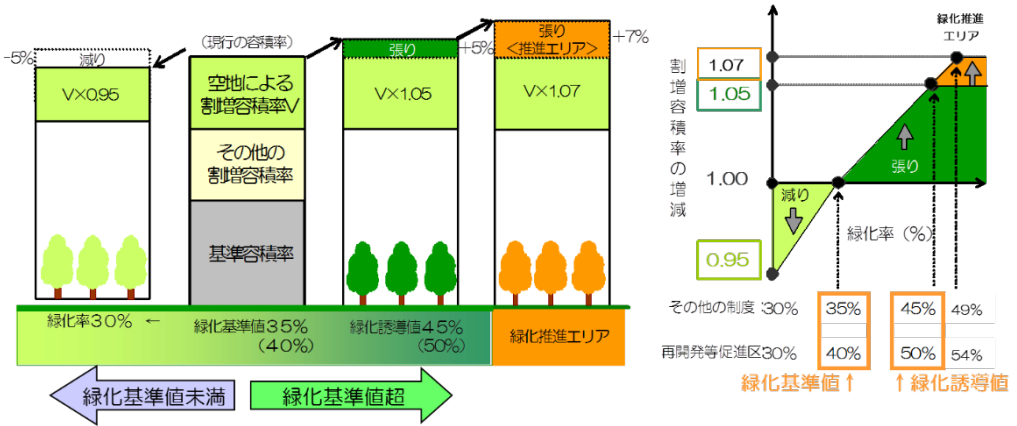 -5%
減り
V×0.95
(現行の容積率)
空地による
割増容積率V
その他の
割増容積率
基準容積率
張り
+5%
V×1.05
張り
<推進エリア>
+7%
V×1.07
緑化率30% ←
緑化基準値35%
(40%)
緑化誘導値45%
(50%)
緑化推進エリア
緑化基準値未満
緑化基準値超
割増容積率の増減
緑化推進
エリア
1.07
1.05
1.00
0.95
減り
張り
緑化率(%)
その他の制度:30% 35% 45% 49%
再開発等促進区:30% 40% 50% 54%
緑化基準値↑ ↑緑化誘導値